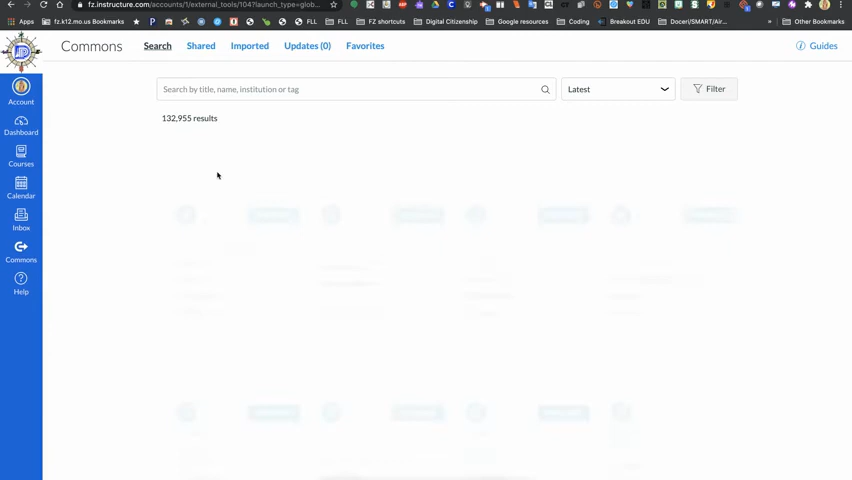 fz.instructure.com/accounts/1/external_tools/104?launch_type=glob...
Apps
fz.k12.mo.us Bookmarks
FLL
FLL
FZ shortcuts
Digital Citizenship
Google resources
Coding
Breakout EDU
Doceri/SMART/Air...
»
Other Bookmarks
Commons
Search
Shared
Imported
Updates (0)
Favorites
Guides
Search by title, name, institution or tag
Latest
Filter
132,955 results
Account
Dashboard
Courses
Calendar
Inbox
Commons
Help